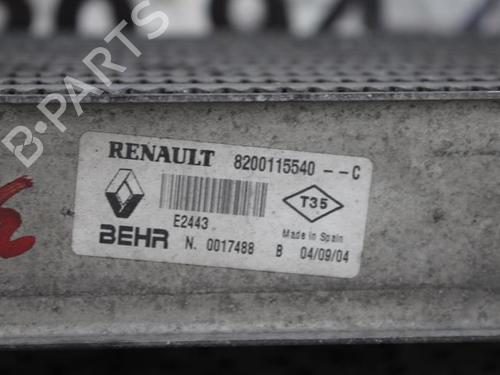 B-PARTS
RENAULT 8200115540 --C
T35
E2443
Made in Spain
BEHR N. 0017488 B 04/09/04